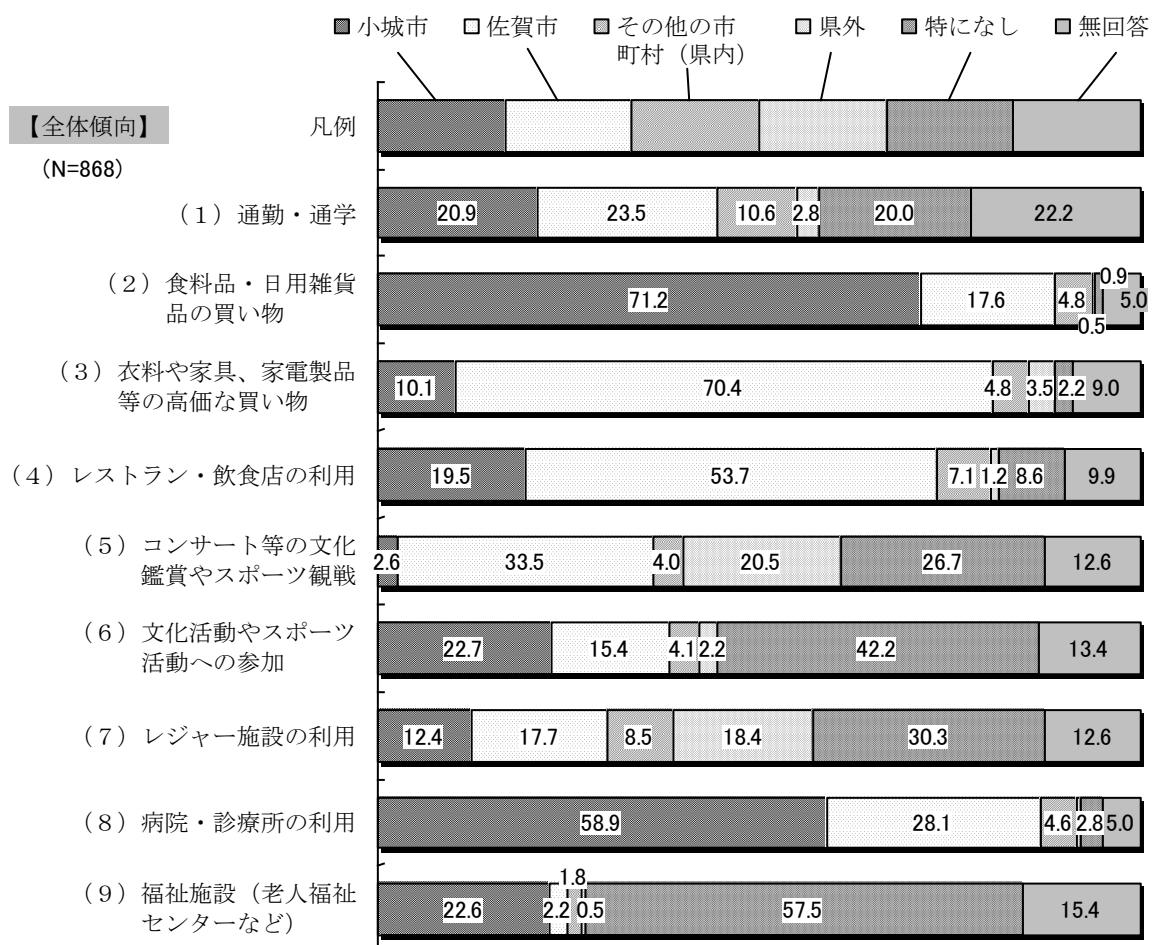 ■ 小城市 □ 佐賀市 ■ その他の市 □ 県外 ■ 特になし ■ 無回答
町村（県内）
【全体傾向】 凡例
（N=868）
（１）通勤・通学 20.9 23.5 10.6 2.8 20.0 22.2
（２）食料品・日用雑貨
品の買い物
71.2 17.6 4.8 0.5 0.9 5.0
（３）衣料や家具、家電製品
等の高価な買い物
10.1 70.4 4.8 3.5 2.2 9.0
（４）レストラン・飲食店の利用 19.5 53.7 7.1 1.2 8.6 9.9
（５）コンサート等の文化
鑑賞やスポーツ観戦
2.6 33.5 4.0 20.5 26.7 12.6
（６）文化活動やスポーツ
活動への参加
22.7 15.4 4.1 2.2 42.2 13.4
（７）レジャー施設の利用 12.4 17.7 8.5 18.4 30.3 12.6
（８）病院・診療所の利用 58.9 28.1 4.6 2.8 5.0
（９）福祉施設（老人福祉
センターなど）
22.6 2.2 1.8 0.5 57.5 15.4